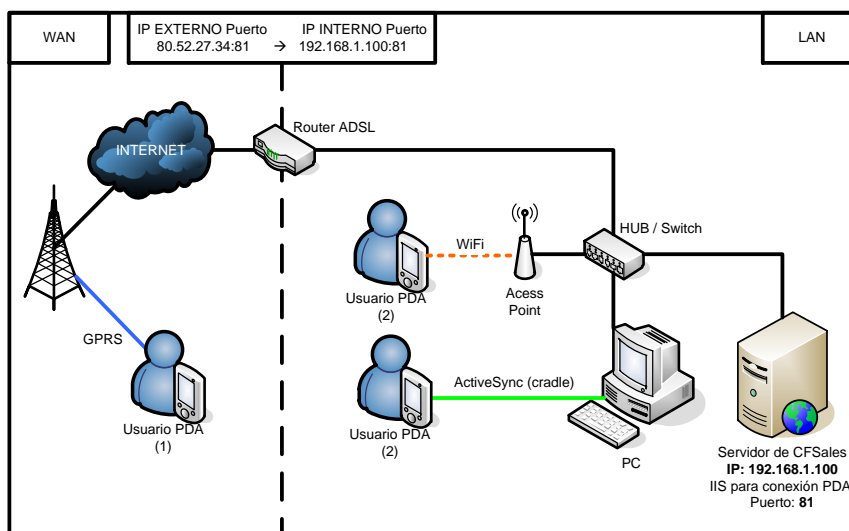 WAN
IP EXTERNO Puerto
80.52.27.34:81
→
IP INTERNO Puerto
192.168.1.100:81
LAN
Router ADSL
INTERNET
HUB / Switch
WiFi
Usuario PDA
(2)
Acess
Point
GPRS
ActiveSync (cradle)
Usuario PDA
(1)
Usuario PDA
(2)
PC
Servidor de CFSales
IP: 192.168.1.100
IIS para conexión PDA
Puerto: 81